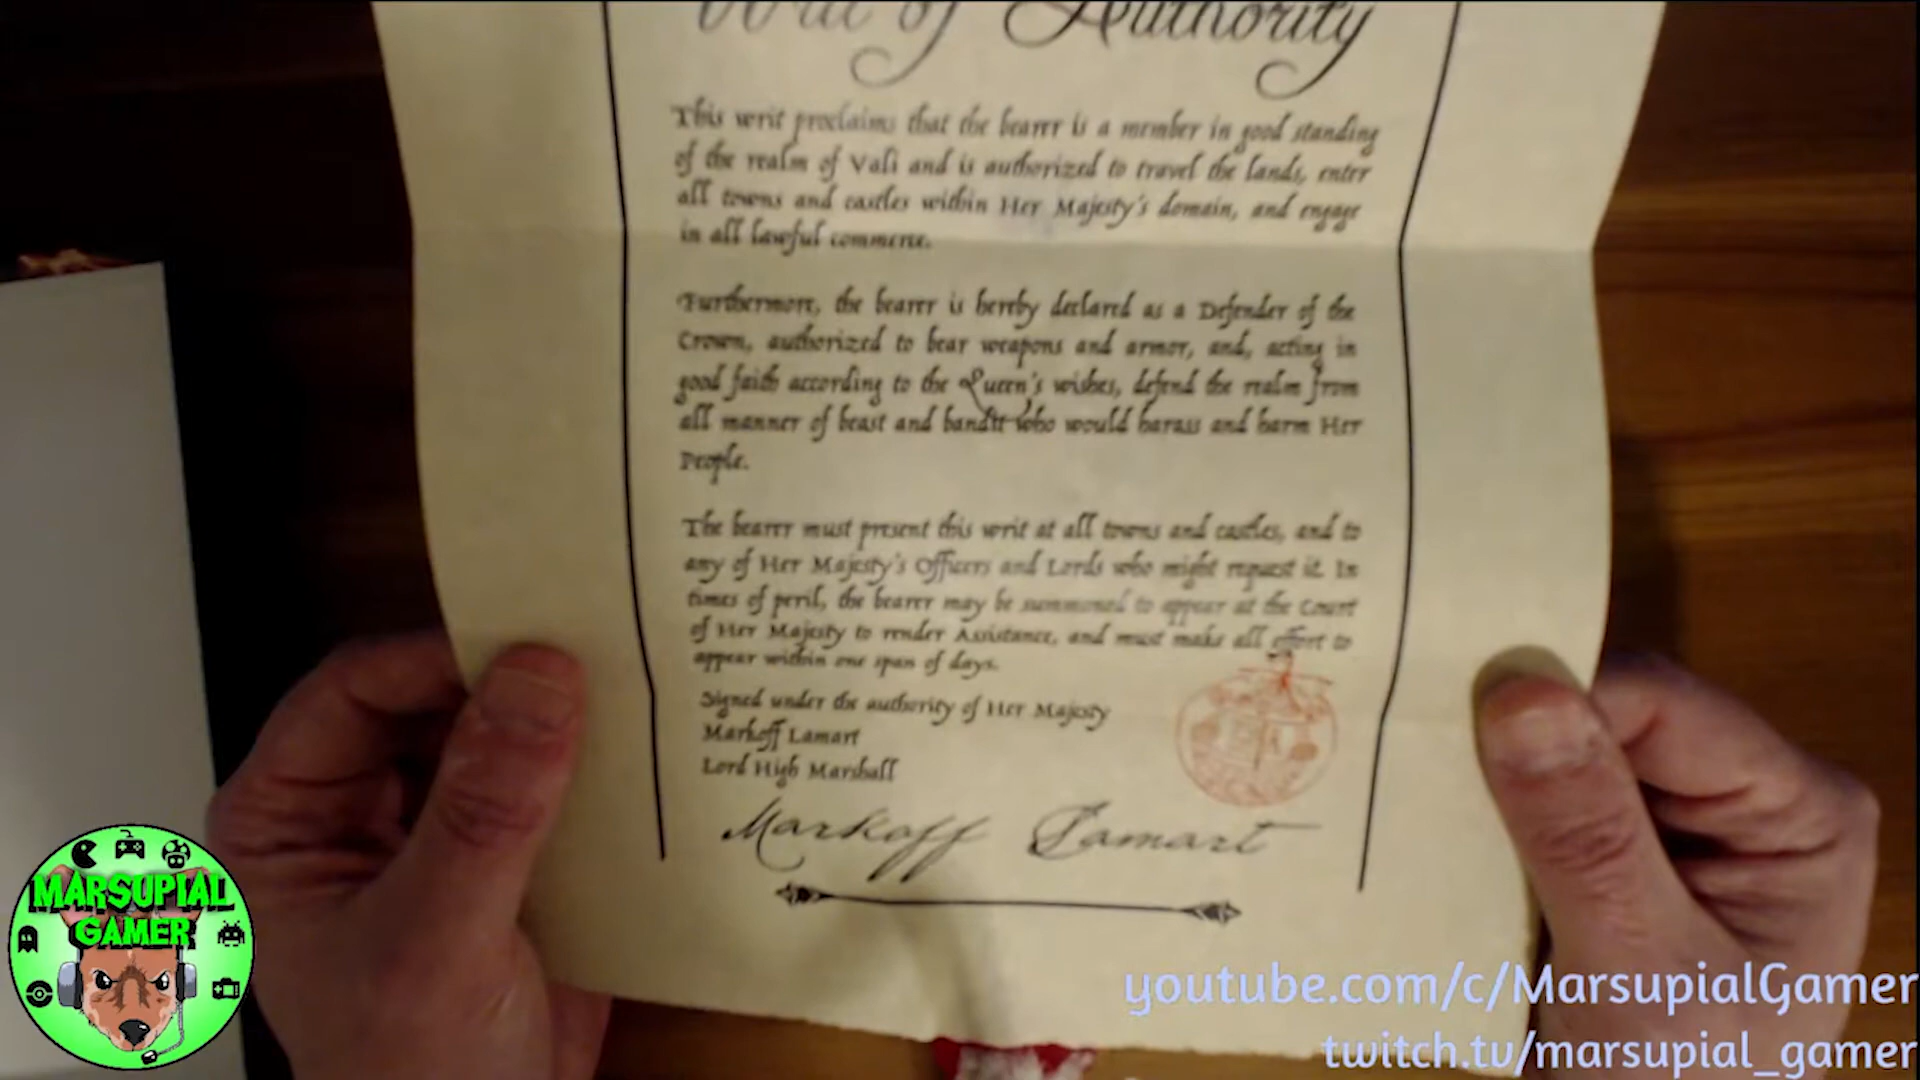 Writ of Authority
This writ proclaims that the bearer is a member in good standing
of the realm of Vali and is authorized to travel the lands, enter
all towns and castles within Her Majesty's domain, and engage
in all lawful commerce.
Furthermore, the bearer is hereby declared as a Defender of the
Crown, authorized to bear weapons and armor, and, acting in
good faith according to the Queen's wishes, defend the realm from
all manner of beast and bandit who would harass and harm Her
People.
The bearer must present this writ at all towns and castles, and to
any of Her Majesty's Officers and Lords who might request it. In
times of peril, the bearer may be summoned to appear at the Court
of Her Majesty to render Assistance, and must make all effort to
appear within one span of days.
Signed under the authority of Her Majesty
Markoff Lamart
Lord High Marshall
Markoff Lamart
MARSUPIAL
GAMER
youtube.com/c/MarsupialGamer
twitch.tv/marsupial_gamer